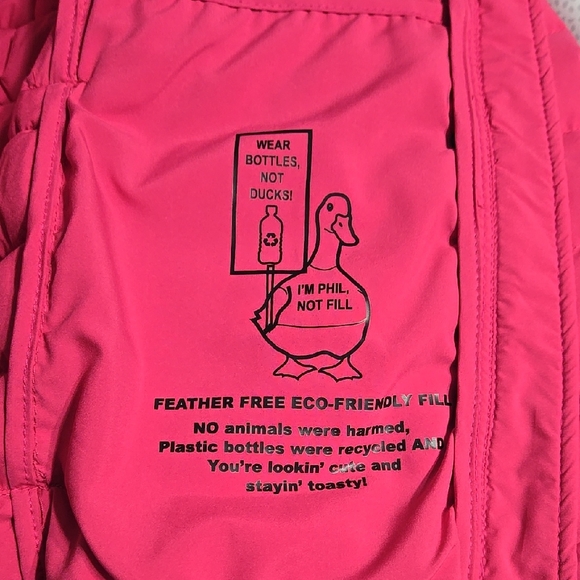 WEAR
BOTTLES,
NOT
DUCKS!
I'M PHIL,
NOT FILL
FEATHER FREE ECO-FRIENDLY FILL
NO animals were harmed,
Plastic bottles were recycled AND
You're lookin' cute and
stayin' toasty!